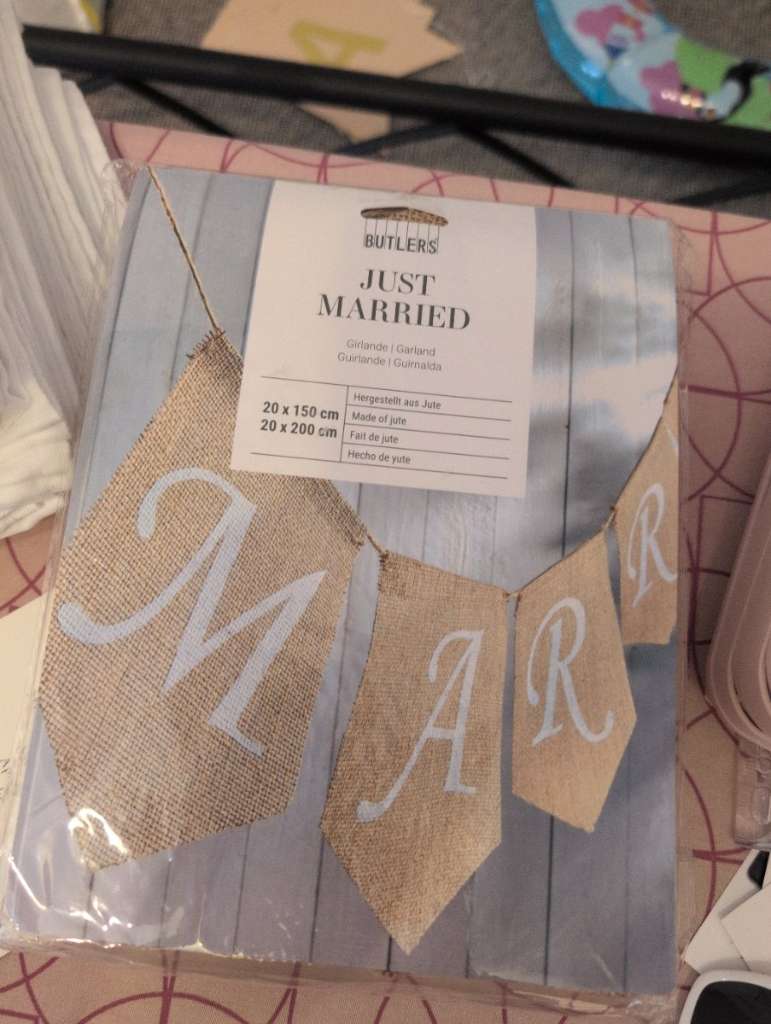 A
BUTLERS
JUST
MARRIED
Girlande | Garland
Guirlande | Guirnalda
20 x 150 cm
20 x 200 cm
Hergestellt aus Jute
Made of jute
Fait de jute
Hecho de yute
M A R R